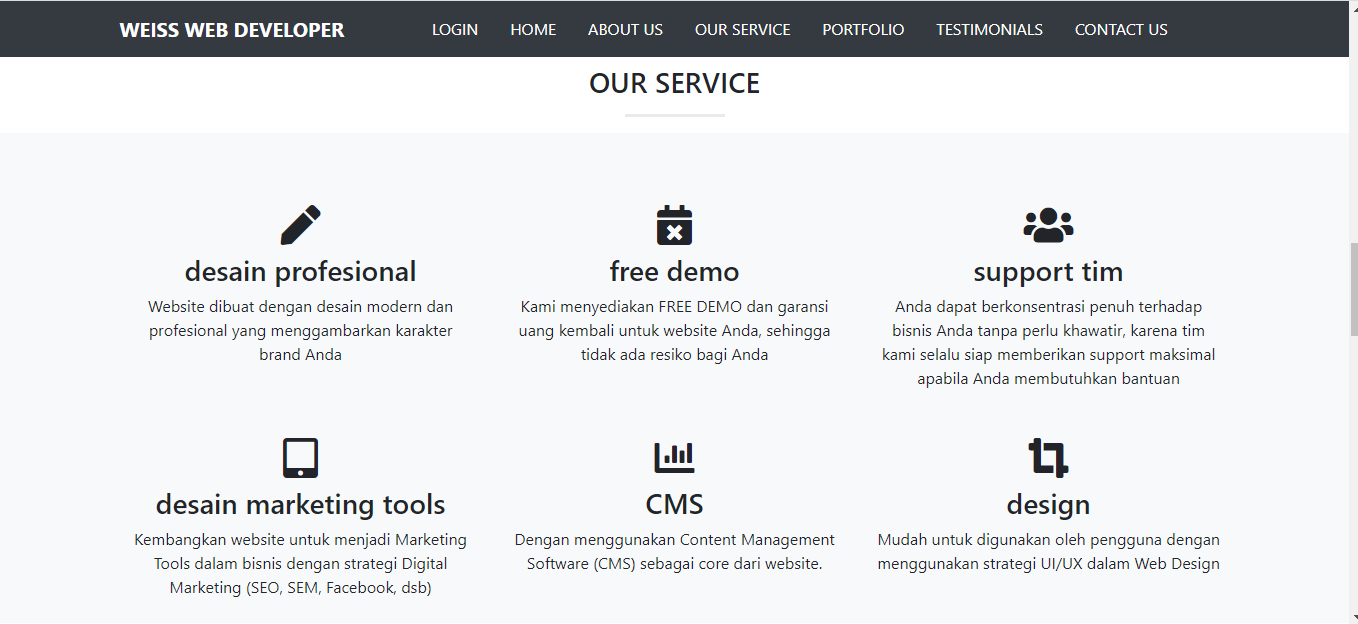 WEISS WEB DEVELOPER LOGIN HOME ABOUT US OUR SERVICE PORTFOLIO TESTIMONIALS CONTACT US
OUR SERVICE
desain profesional
Website dibuat dengan desain modern dan
profesional yang menggambarkan karakter
brand Anda
free demo
Kami menyediakan FREE DEMO dan garansi
uang kembali untuk website Anda, sehingga
tidak ada resiko bagi Anda
support tim
Anda dapat berkonsentrasi penuh terhadap
bisnis Anda tanpa perlu khawatir, karena tim
kami selalu siap memberikan support maksimal
apabila Anda membutuhkan bantuan
desain marketing tools
Kembangkan website untuk menjadi Marketing
Tools dalam bisnis dengan strategi Digital
Marketing (SEO, SEM, Facebook, dsb)
CMS
Dengan menggunakan Content Management
Software (CMS) sebagai core dari website.
design
Mudah untuk digunakan oleh pengguna dengan
menggunakan strategi UI/UX dalam Web Design